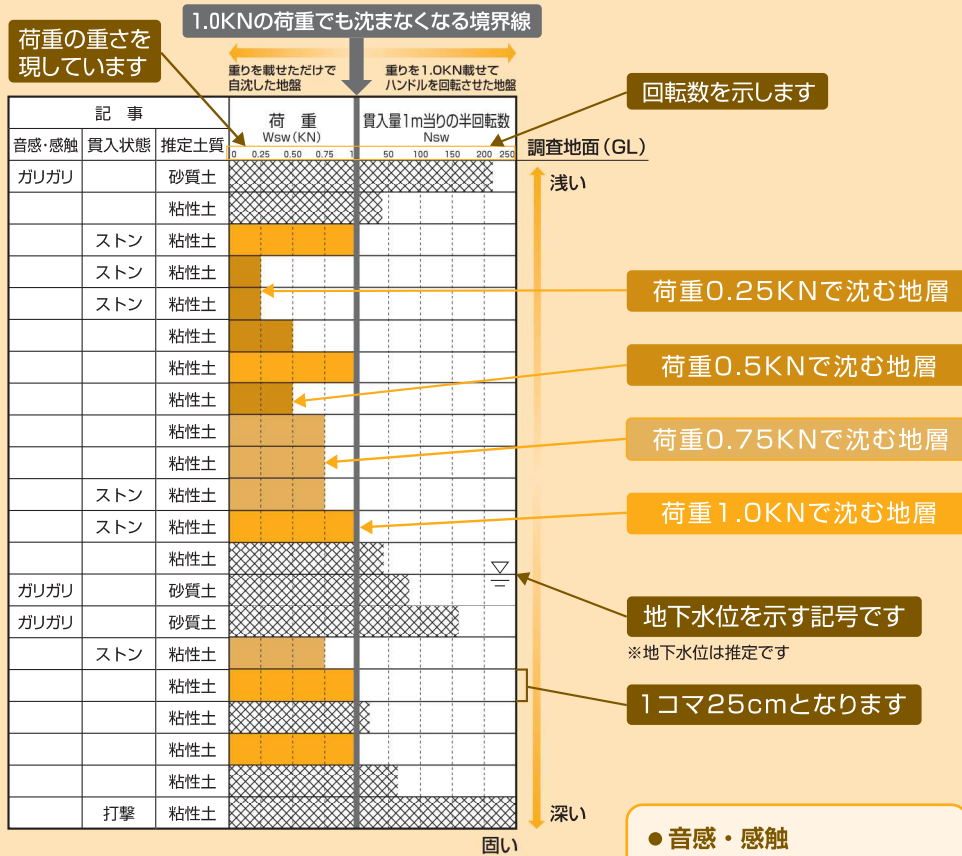 1.0KNの荷重でも沈まなくなる境界線
荷重の重さを
現しています
重りを載せただけで
自沈した地盤
重りを1.0KN載せて
ハンドルを回転させた地盤
回転数を示します
記 事
荷 重
Wsw(KN)
貫入量1m当りの半回転数
Nsw
音感・感触 貫入状態 推定土質
0 0.25 0.50 0.75 1 50 100 150 200 250
調査地面(GL)
浅い
ガリガリ 砂質土
粘性土
ストン 粘性土
ストン 粘性土
ストン 粘性土
粘性土
粘性土
粘性土
粘性土
粘性土
ストン 粘性土
ストン 粘性土
粘性土
ガリガリ 砂質土
ガリガリ 砂質土
ストン 粘性土
粘性土
粘性土
粘性土
粘性土
打撃 粘性土
荷重0.25KNで沈む地層
荷重0.5KNで沈む地層
荷重0.75KNで沈む地層
荷重1.0KNで沈む地層
地下水位を示す記号です
※地下水位は推定です
1コマ25cmとなります
深い
固い
●音感・感触